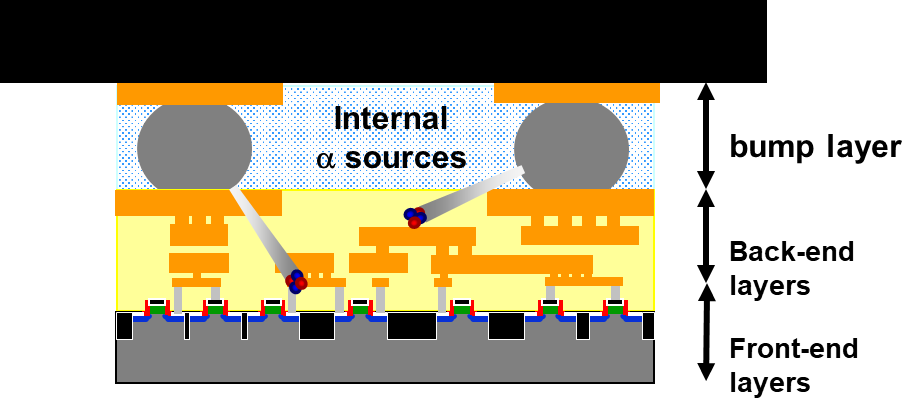 Internal
α sources
bump layer
Back-end
layers
Front-end
layers